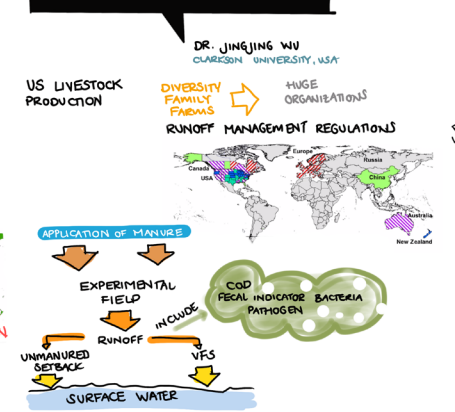 DR. JINGJING WU
CLARKSON UNIVERSITY, USA
US LIVESTOCK
PRODUCTION
DIVERSITY
FAMILY
FARMS
HUGE
ORGANIZATIONS
RUNOFF MANAGEMENT REGULATIONS
Europe
Russia
Canada
USA
China
Australia
New Zealand
APPLICATION OF MANURE
EXPERIMENTAL
FIELD
COD
FECAL INDICATOR BACTERIA
PATHOGEN
INCLUDE
RUNOFF
UNMANURED
SETBACK
VFS
SURFACE WATER